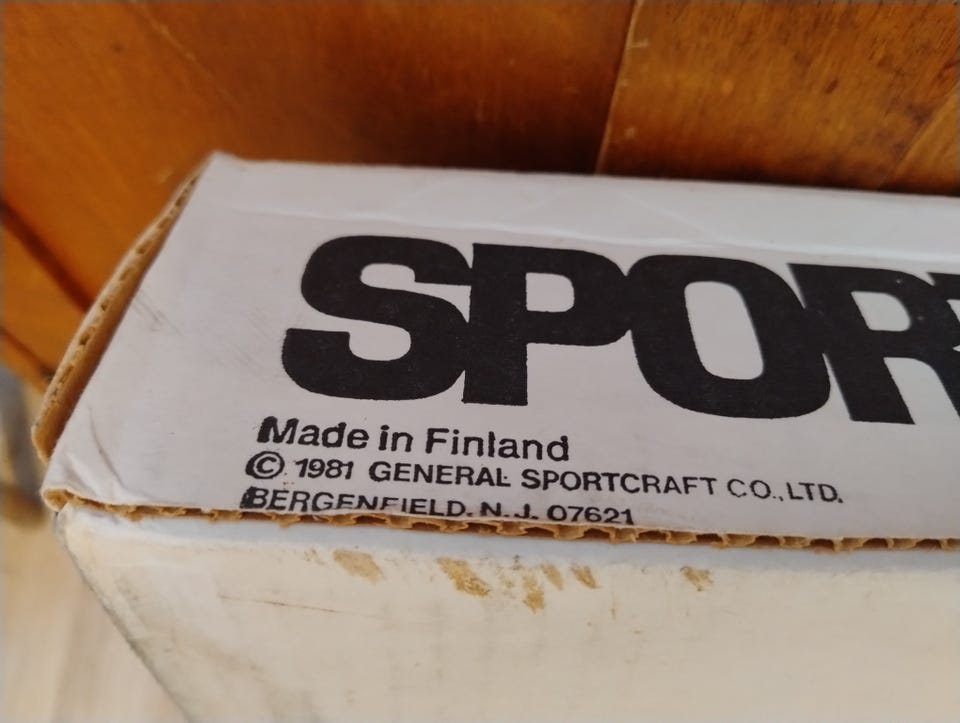 SPOR
Made in Finland
© 1981 GENERAL SPORTCRAFT CO., LTD.
BERGENFIELD. N. J. 07621